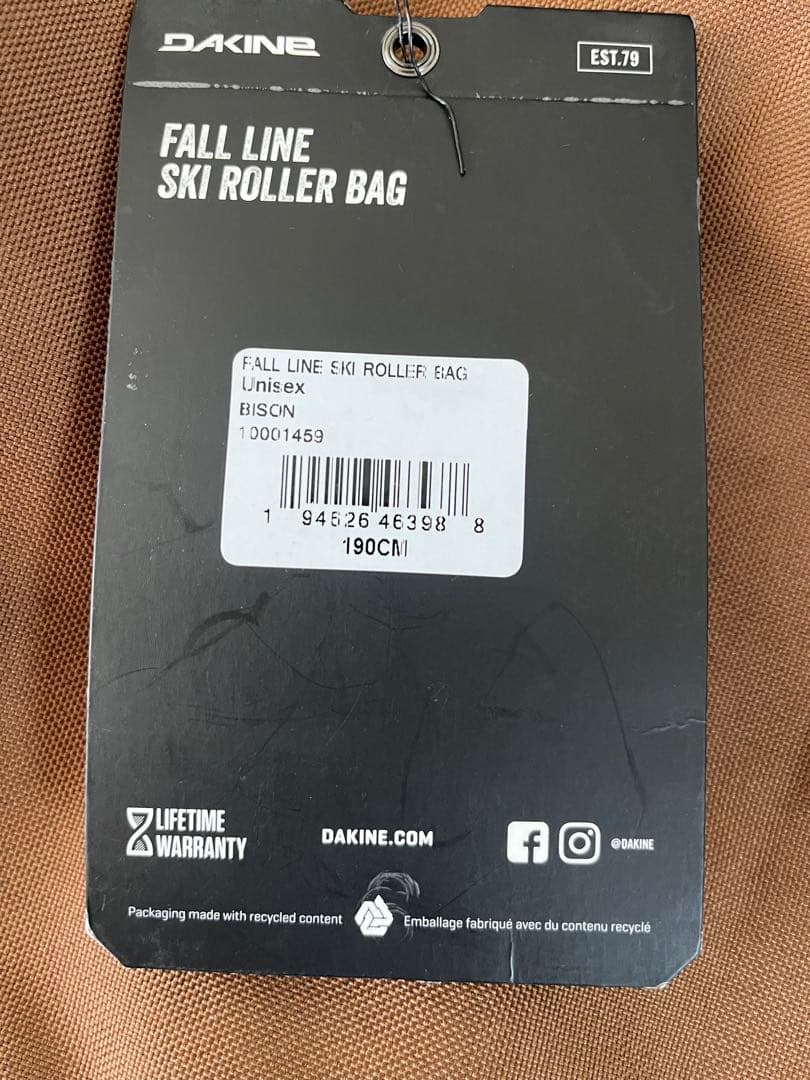 DAKINE
EST.79
FALL LINE
SKI ROLLER BAG
FALL LINE SKI ROLLER BAG
Unisex
BISON
10001459
1 94626 46398 8
190CM
LIFETIME
WARRANTY
DAKINE.COM
@DAKINE
Packaging made with recycled content
Emballage fabriqué avec du contenu recyclé